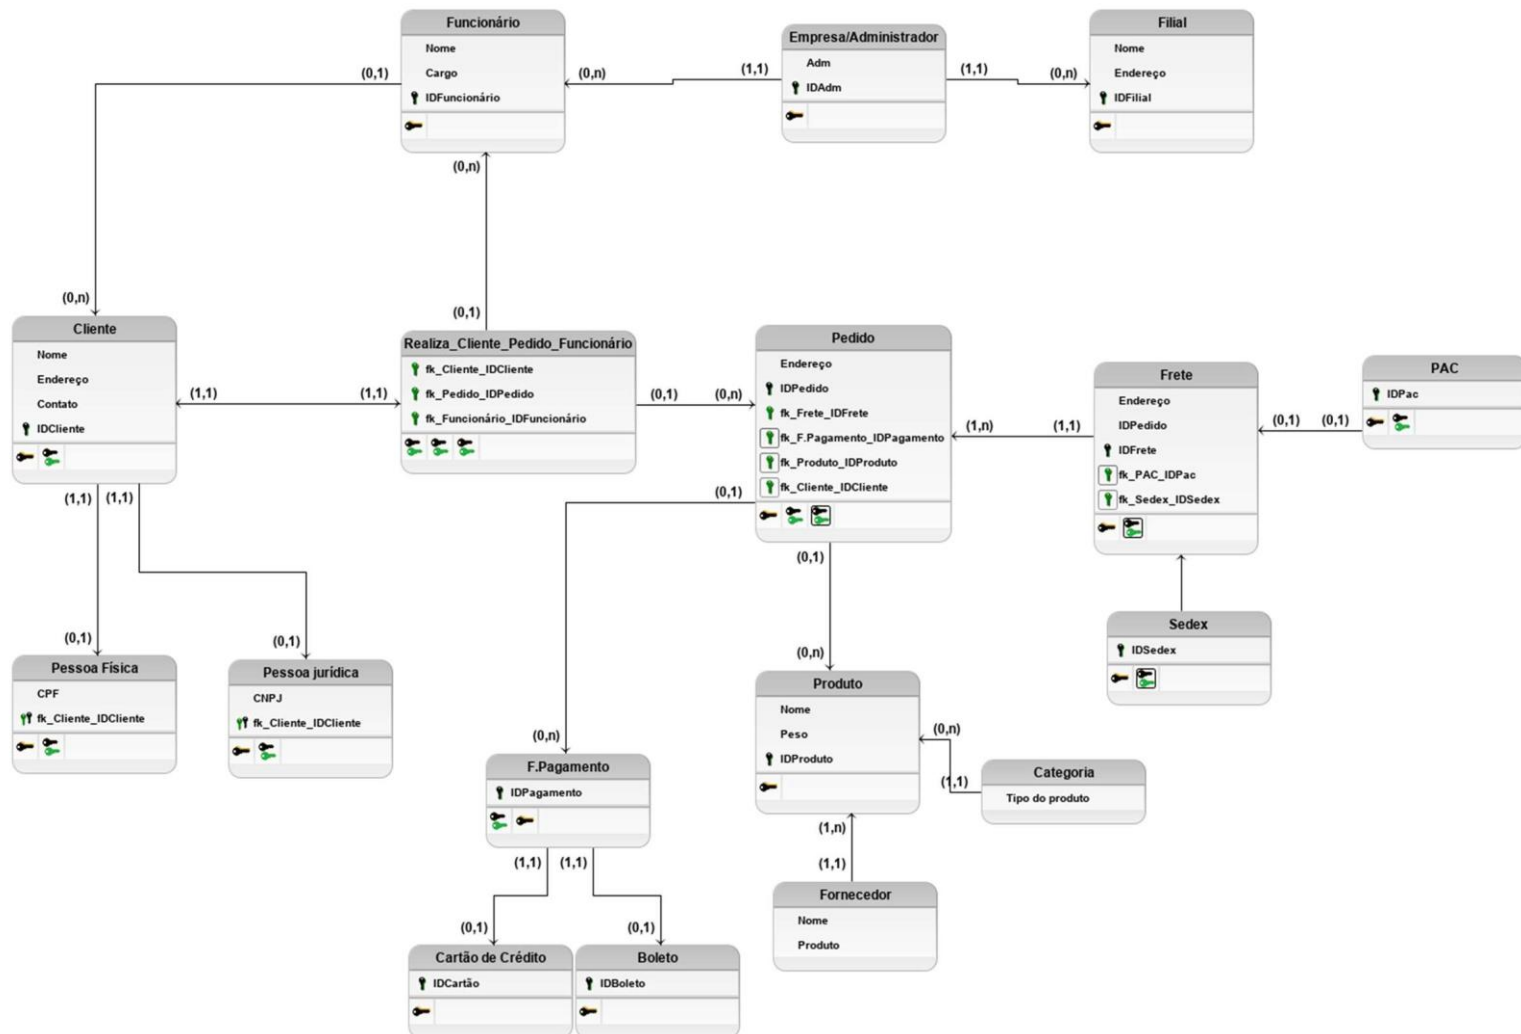 Funcionário
Nome
Cargo
IDFuncionário
Empresa/Administrador
Adm
IDAdm
Filial
Nome
Endereço
IDFilial
(0,1)
(0,n)
(1,1)
(1,1)
(0,n)
(0,n)
(0,n)
(0,1)
Cliente
Nome
Endereço
Contato
IDCliente
(1,1)
(1,1)
Realiza_Cliente_Pedido_Funcionário
fk_Cliente_IDCliente
fk_Pedido_IDPedido
fk_Funcionário_IDFuncionário
(0,1)
(0,n)
Pedido
Endereço
IDPedido
fk_Frete_IDFrete
fk_F.Pagamento_IDPagamento
fk_Produto_IDProduto
fk_Cliente_IDCliente
(1,n)
(1,1)
Frete
Endereço
IDPedido
IDFrete
fk_PAC_IDPac
fk_Sedex_IDSedex
(0,1)
(0,1)
PAC
IDPac
(1,1)
(1,1)
(0,1)
(0,1)
(0,1)
(0,1)
Pessoa Física
CPF
fk_Cliente_IDCliente
Pessoa jurídica
CNPJ
fk_Cliente_IDCliente
Sedex
IDSedex
(0,n)
Produto
Nome
Peso
IDProduto
(0,n)
(1,1)
Categoria
Tipo do produto
(0,n)
F.Pagamento
IDPagamento
(1,1)
(1,1)
(1,n)
(1,1)
Fornecedor
Nome
Produto
(0,1)
(0,1)
Cartão de Crédito
IDCartão
Boleto
IDBoleto